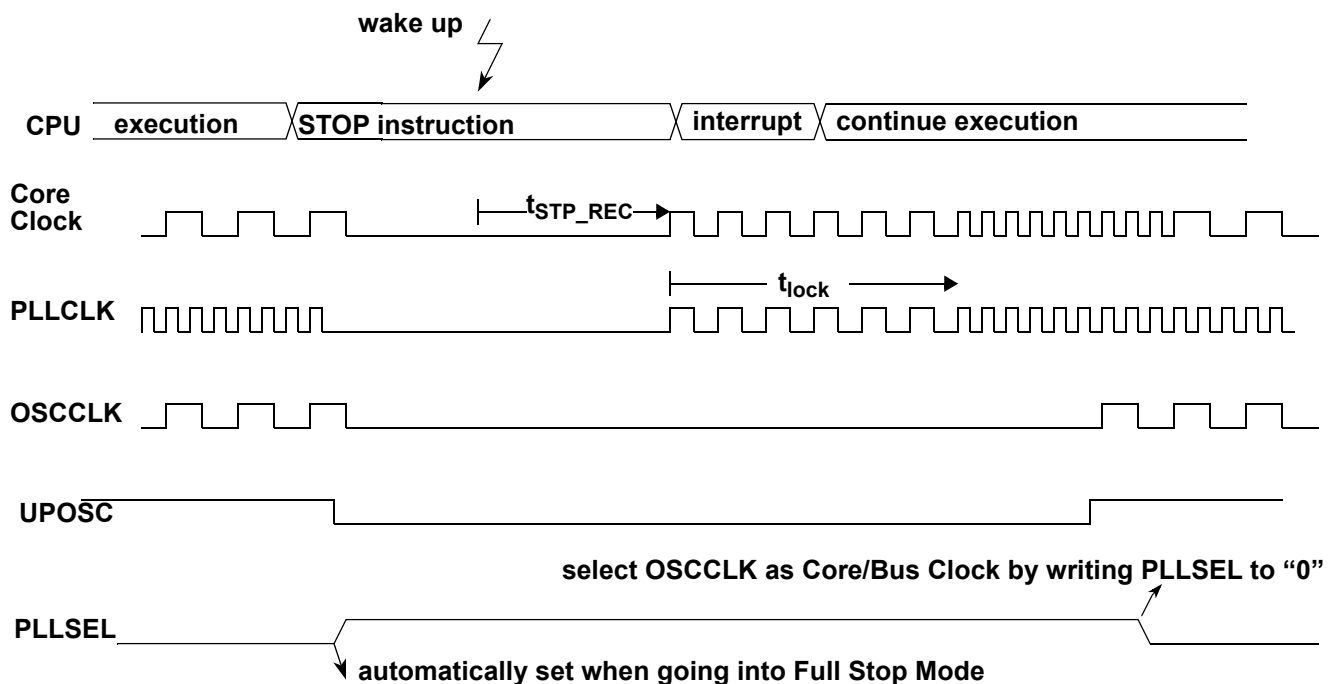 wake up
CPU execution STOP instruction interrupt continue execution
Core
Clock
tSTP_REC
tlock
PLLCLK
OSCCLK
UPOSC
select OSCCLK as Core/Bus Clock by writing PLLSEL to “0”
PLLSEL
automatically set when going into Full Stop Mode